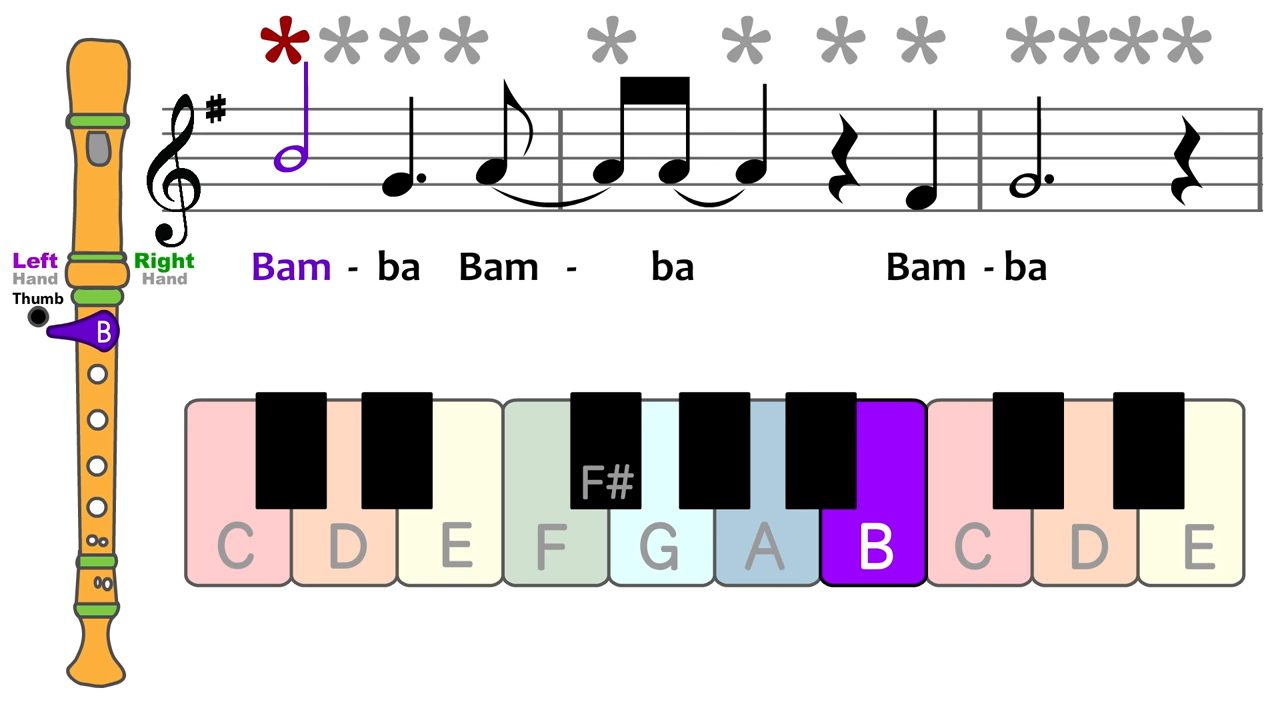 * * * * * * * * * * * *
Left Right
Hand Hand
Thumb
Bam - ba Bam - ba Bam - ba
B
F#
C D E F G A B C D E